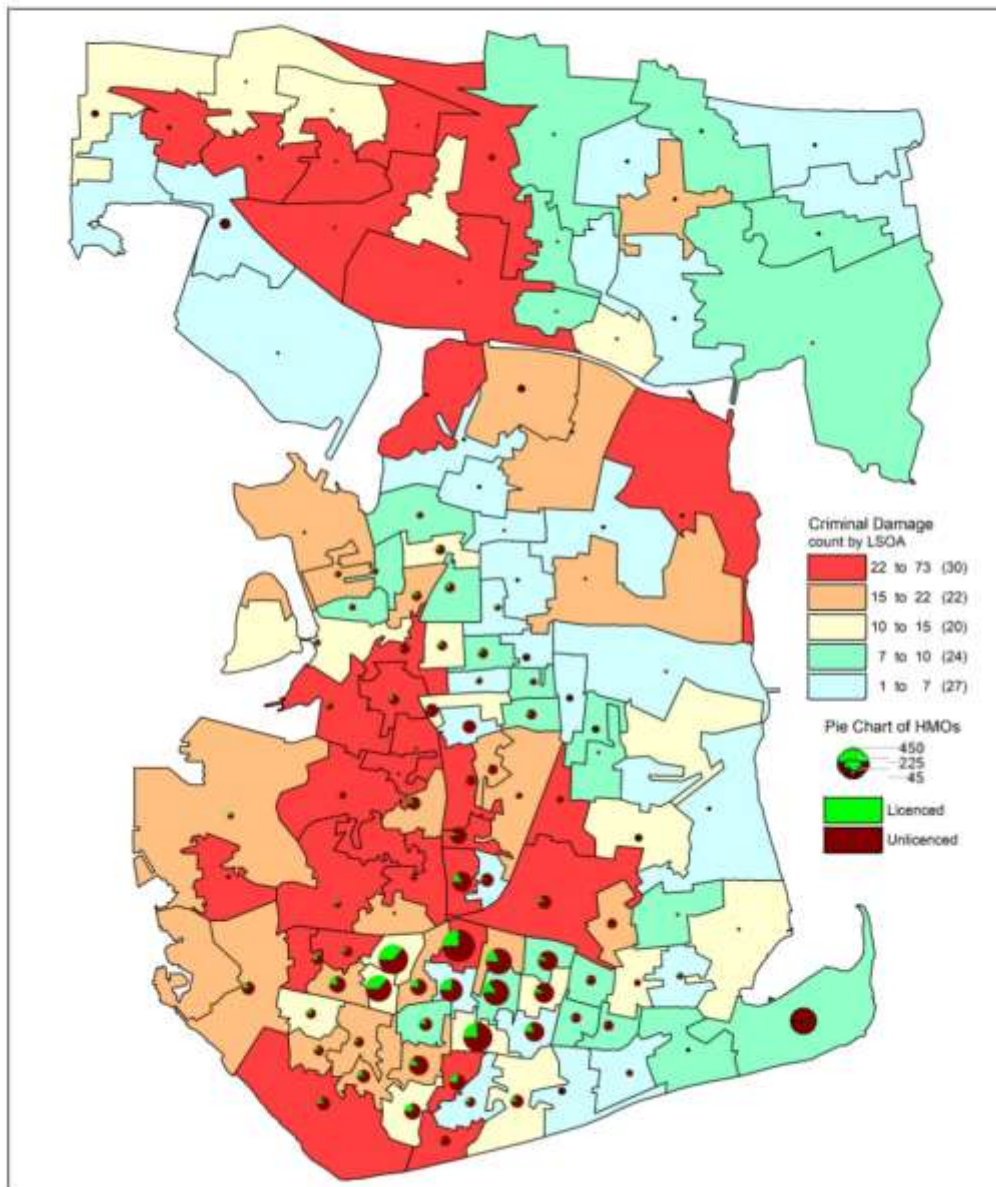 Criminal Damage
count by LSOA
22 to 73 (30)
15 to 22 (22)
10 to 15 (20)
7 to 10 (24)
1 to 7 (27)
Pie Chart of HMOs
450
225
45
Licenced
Unlicenced